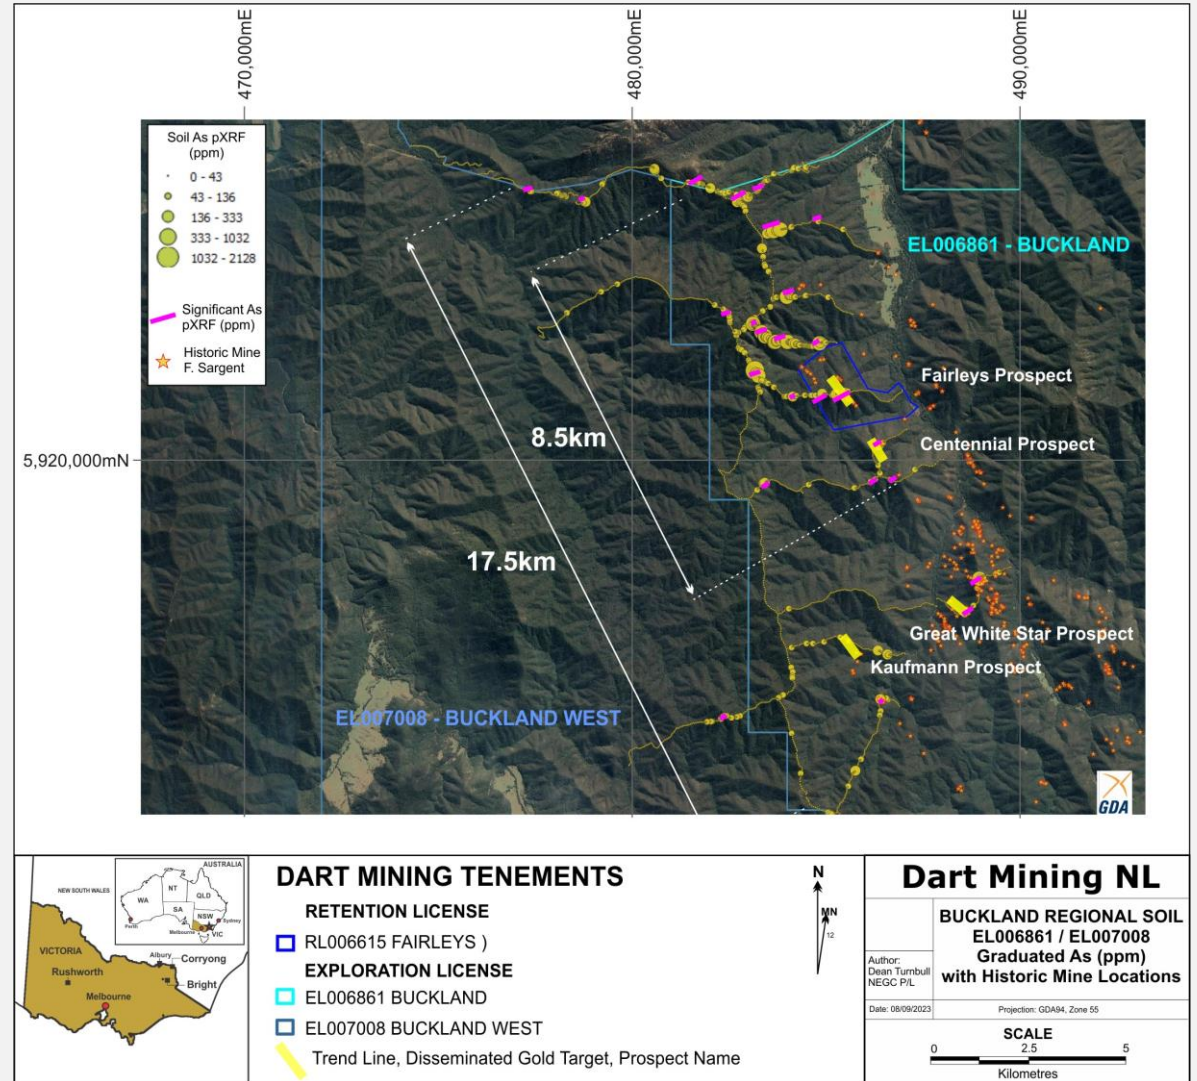 470,000mE
480,000mE
490,000mE
Soil As pXRF
(ppm)
0 - 43
43 - 136
136 - 333
333 - 1032
1032 - 2128
Significant As
pXRF (ppm)
Historic Mine
F. Sargent
EL006861 - BUCKLAND
Fairleys Prospect
8.5km
Centennial Prospect
5,920,000mN
17.5km
Great White Star Prospect
Kaufmann Prospect
EL007008 - BUCKLAND WEST
GDA
AUSTRALIA
NT
QLD
WA
SA
NSW
Perth
Sydney
Melbourne
VIC
NEW SOUTH WALES
VICTORIA
Albury
Corryong
Rushworth
Bright
Melbourne
DART MINING TENEMENTS
RETENTION LICENSE
RL006615 FAIRLEYS )
EXPLORATION LICENSE
EL006861 BUCKLAND
EL007008 BUCKLAND WEST
Trend Line, Disseminated Gold Target, Prospect Name
N
MN
12
Dart Mining NL
BUCKLAND REGIONAL SOIL
EL006861 / EL007008
Graduated As (ppm)
with Historic Mine Locations
Author:
Dean Turnbull
NEGC P/L
Date: 08/09/2023
Projection: GDA94, Zone 55
SCALE
0 2.5 5
Kilometres